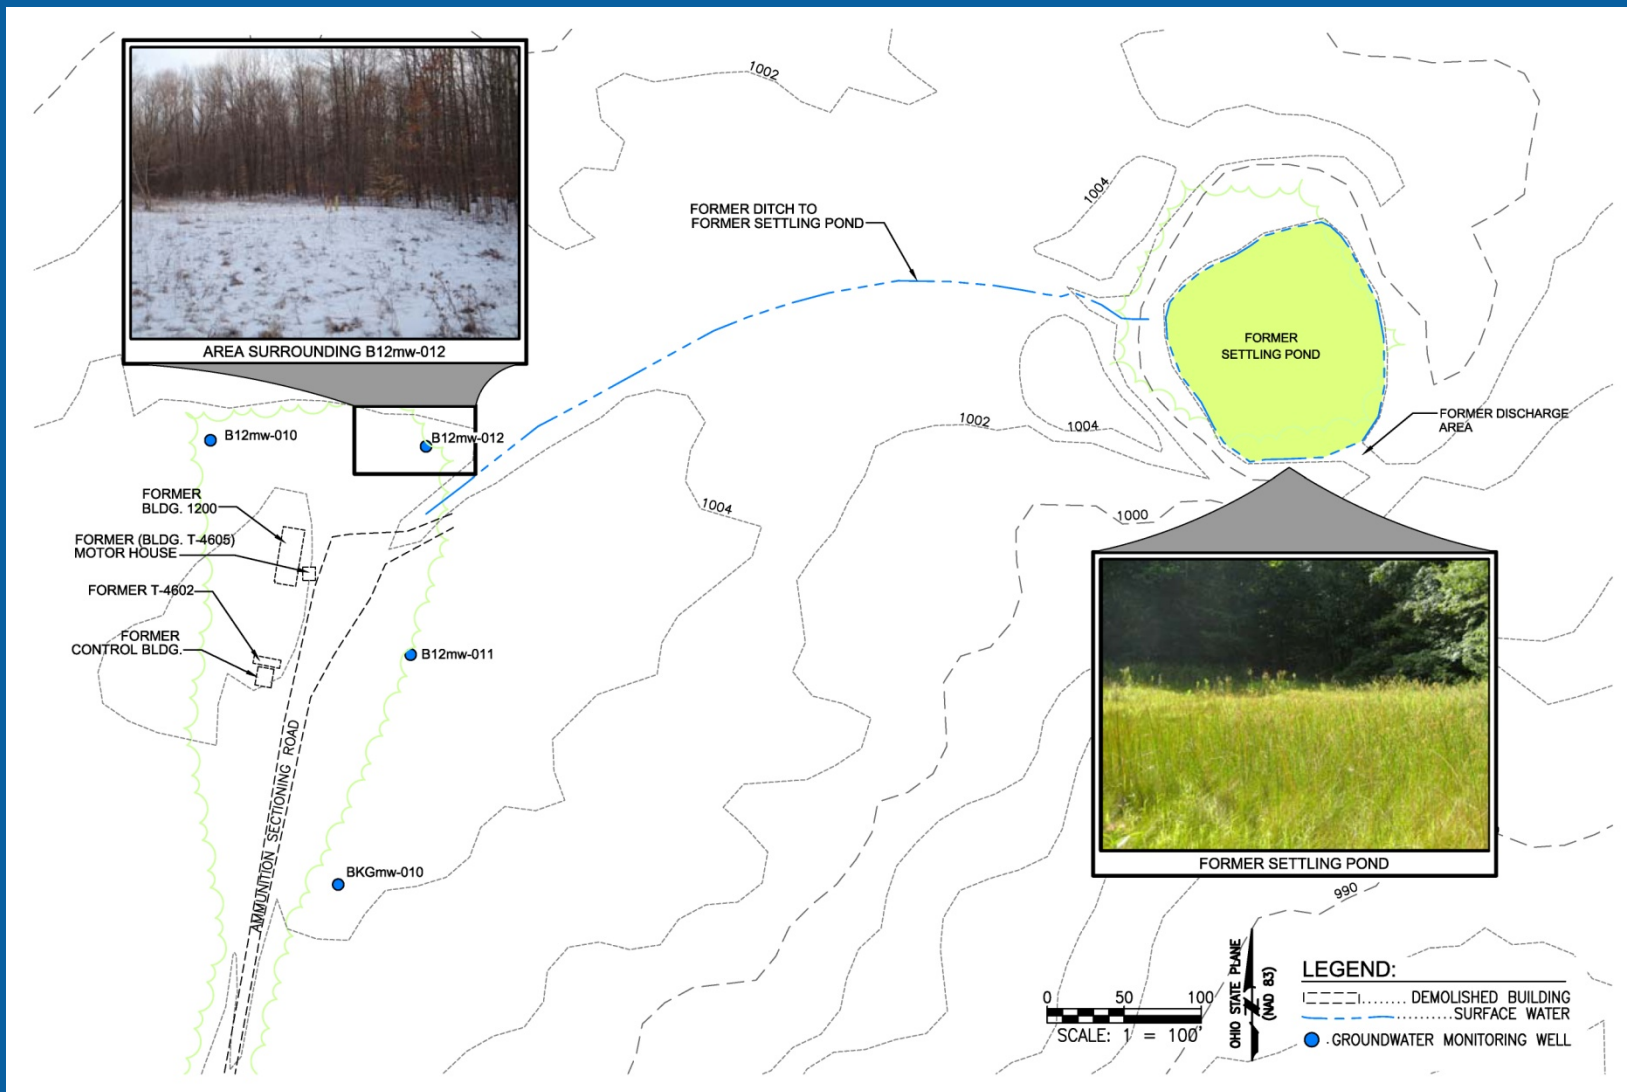 1002
AREA SURROUNDING B12mw-012
1004
FORMER DITCH TO
FORMER SETTLING POND
FORMER
SETTLING POND
B12mw-010
B12mw-012
1002
1004
FORMER DISCHARGE
AREA
FORMER
BLDG. 1200
1004
1000
FORMER (BLDG. T-4605)
MOTOR HOUSE
FORMER T-4602
FORMER
CONTROL BLDG.
B12mw-011
AMMUNITION SECTIONING ROAD
BKGmw-010
FORMER SETTLING POND
990
0 50 100
SCALE: 1 = 100'
OHIO STATE PLANE
(NAD 83)
N
LEGEND:
........ DEMOLISHED BUILDING
.......... SURFACE WATER
. GROUNDWATER MONITORING WELL